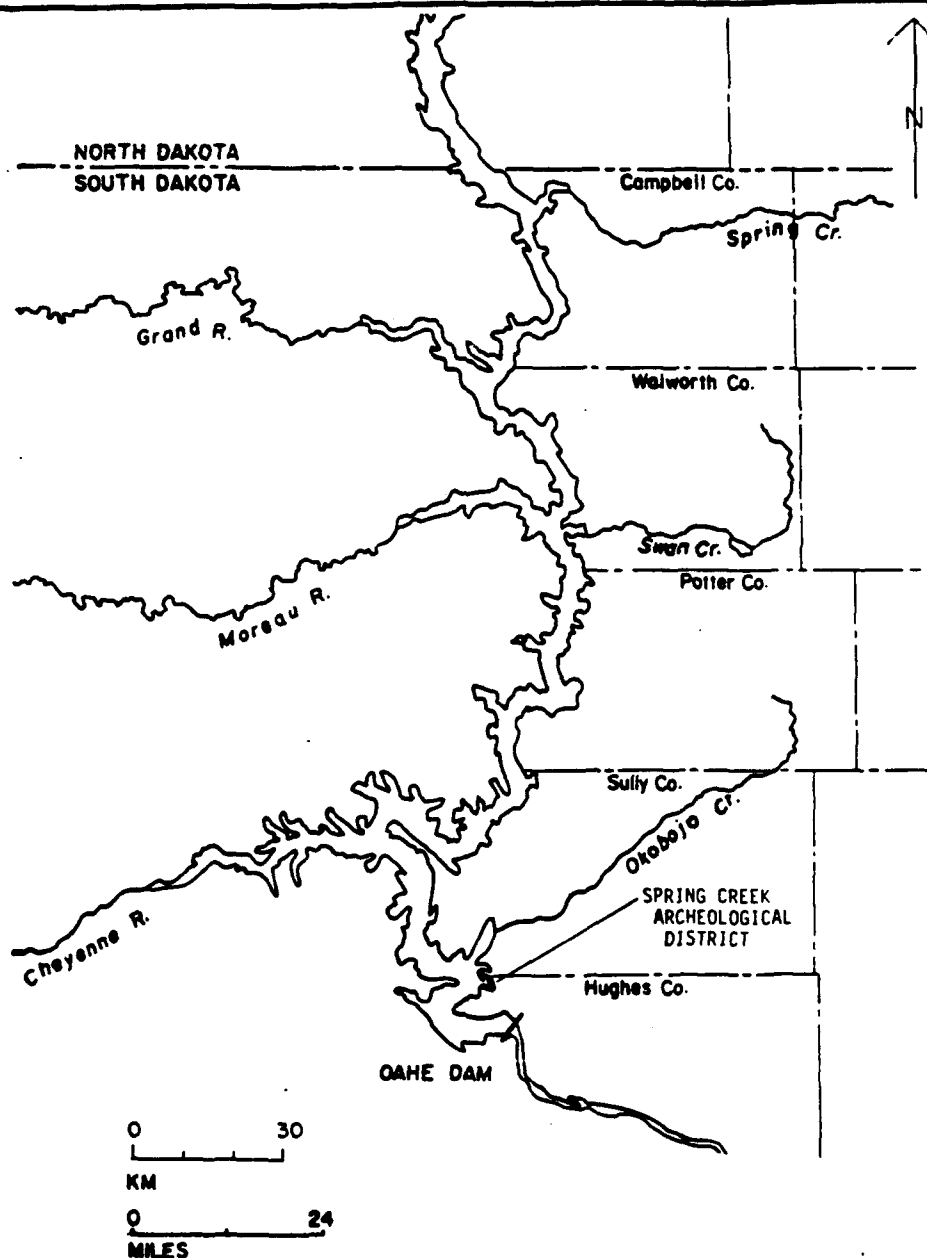 N
NORTH DAKOTA
SOUTH DAKOTA
Campbell Co.
Spring Cr.
Grand R.
Walworth Co.
Swan Cr.
Potter Co.
Moreau R.
Sully Co.
Okobojo Cr.
SPRING CREEK
ARCHEOLOGICAL
DISTRICT
Cheyenne R.
Hughes Co.
OAHE DAM
0 30
KM
0 24
MILES